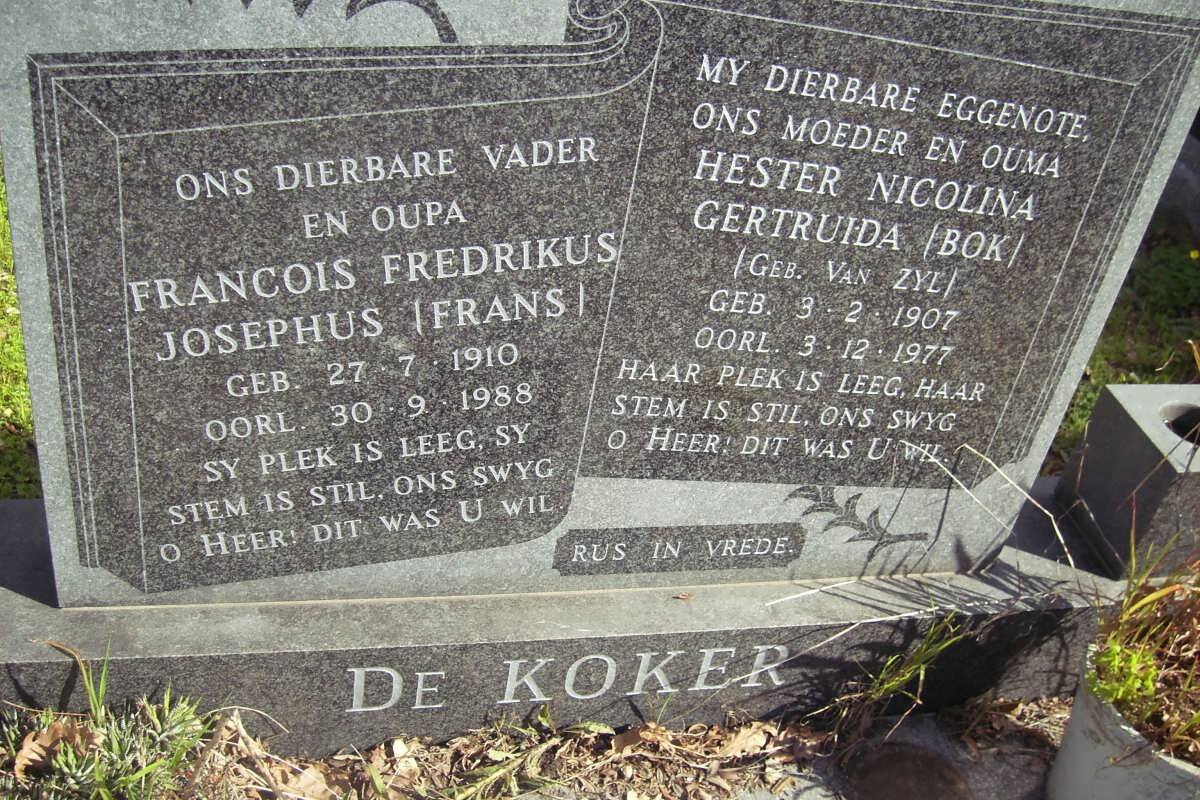 ONS DIERBARE VADER
EN OUPA
FRANCOIS FREDRIKUS
JOSEPHUS (FRANS)
GEB. 27·7·1910
OORL. 30·9·1988
SY PLEK IS LEEG, SY
STEM IS STIL, ONS SWYG
O HEER! DIT WAS U WIL
MY DIERBARE EGGENOTE,
ONS MOEDER EN OUMA
HESTER NICOLINA
GERTRUIDA (BOK)
(GEB. VAN ZYL)
GEB. 3·2·1907
OORL. 3·12·1977
HAAR PLEK IS LEEG, HAAR
STEM IS STIL, ONS SWYG
O HEER! DIT WAS U WIL.
RUS IN VREDE.
DE KOKER